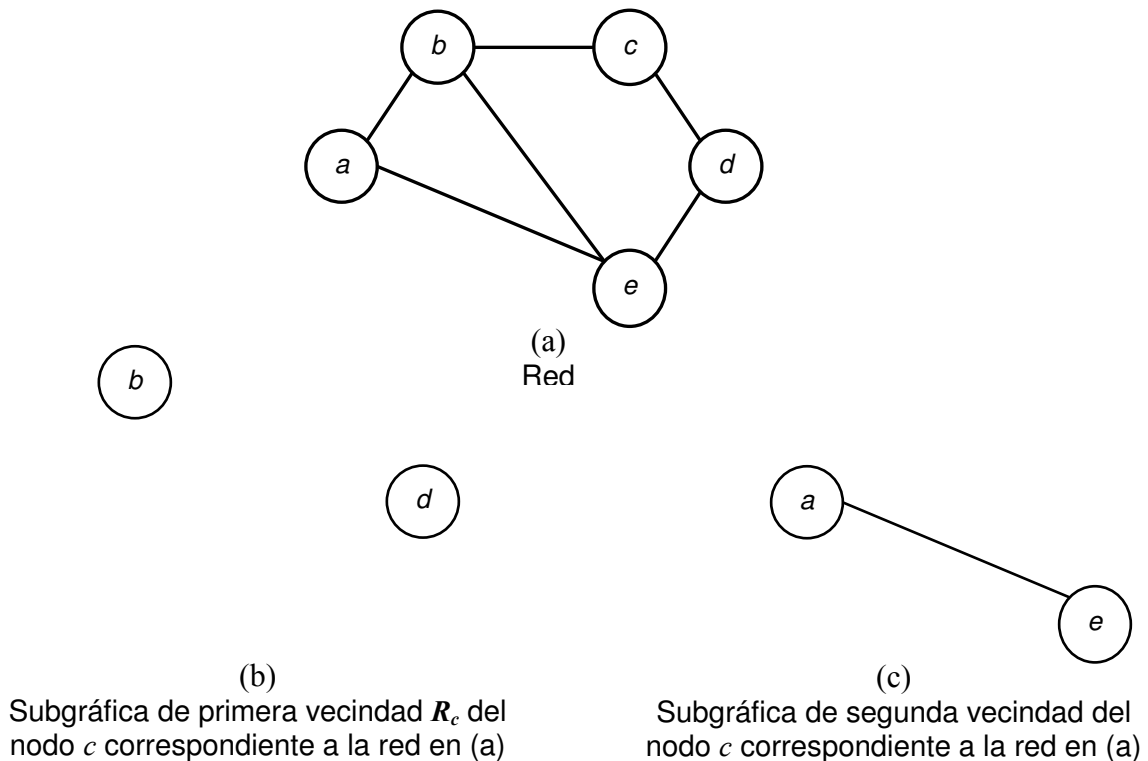 b
c
a
d
e
(a)
Red
b
d
a
e
(b)
Subgráfica de primera vecindad R_c del
nodo c correspondiente a la red en (a)
(c)
Subgráfica de segunda vecindad del
nodo c correspondiente a la red en (a)